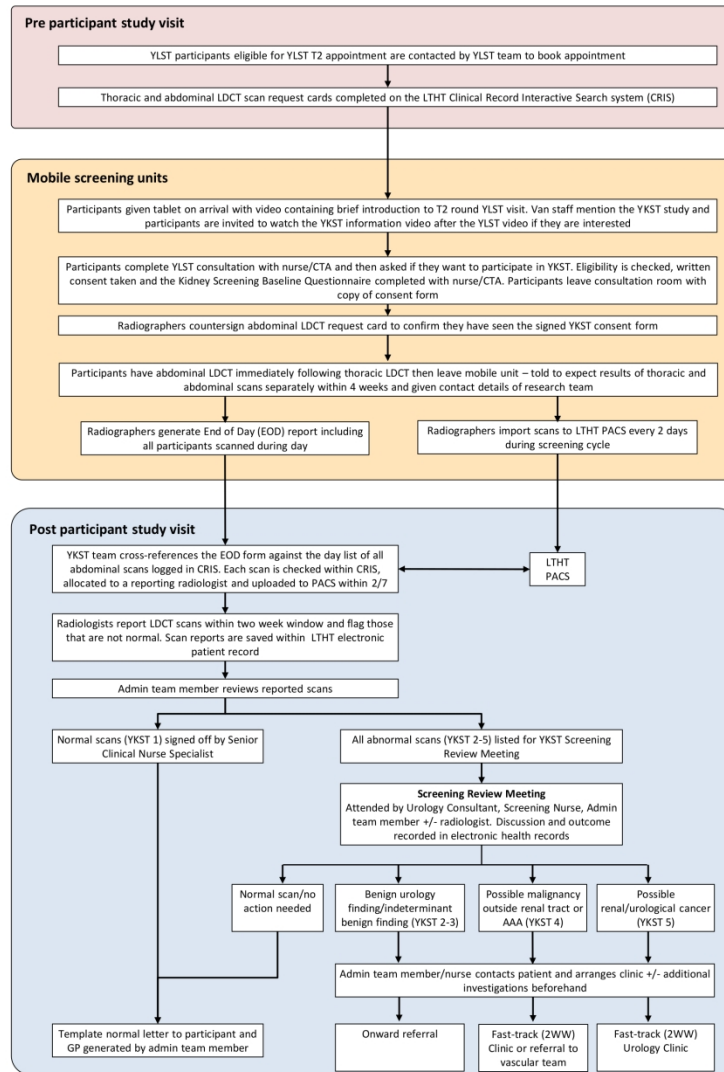 Pre participant study visit
YLST participants eligible for YLST T2 appointment are contacted by YLST team to book appointment
Thoracic and abdominal LDCT scan request cards completed on the LTHT Clinical Record Interactive Search system (CRIS)
Mobile screening units
Participants given tablet on arrival with video containing brief introduction to T2 round YLST visit. Van staff mention the YKST study and
participants are invited to watch the YKST information video after the YLST video if they are interested
Participants complete YLST consultation with nurse/CTA and then asked if they want to participate in YKST. Eligibility is checked, written
consent taken and the Kidney Screening Baseline Questionnaire completed with nurse/CTA. Participants leave consultation room with
copy of consent form
Radiographers countersign abdominal LDCT request card to confirm they have seen the signed YKST consent form
Participants have abdominal LDCT immediately following thoracic LDCT then leave mobile unit – told to expect results of thoracic and
abdominal scans separately within 4 weeks and given contact details of research team
Radiographers generate End of Day (EOD) report including
all participants scanned during day
Radiographers import scans to LTHT PACS every 2 days
during screening cycle
Post participant study visit
YKST team cross-references the EOD form against the day list of all
abdominal scans logged in CRIS. Each scan is checked within CRIS,
allocated to a reporting radiologist and uploaded to PACS within 2/7
LTHT
PACS
Radiologists report LDCT scans within two week window and flag those
that are not normal. Scan reports are saved within LTHT electronic
patient record
Admin team member reviews reported scans
Normal scans (YKST 1) signed off by Senior
Clinical Nurse Specialist
All abnormal scans (YKST 2-5) listed for YKST Screening
Review Meeting
Screening Review Meeting
Attended by Urology Consultant, Screening Nurse, Admin
team member +/- radiologist. Discussion and outcome
recorded in electronic health records
Normal scan/no
action needed
Benign urology
finding/indeterminant
benign finding (YKST 2-3)
Possible malignancy
outside renal tract or
AAA (YKST 4)
Possible
renal/urological cancer
(YKST 5)
Admin team member/nurse contacts patient and arranges clinic +/- additional
investigations beforehand
Template normal letter to participant and
GP generated by admin team member
Onward referral
Fast-track (2WW)
Clinic or referral to
vascular team
Fast-track (2WW)
Urology Clinic